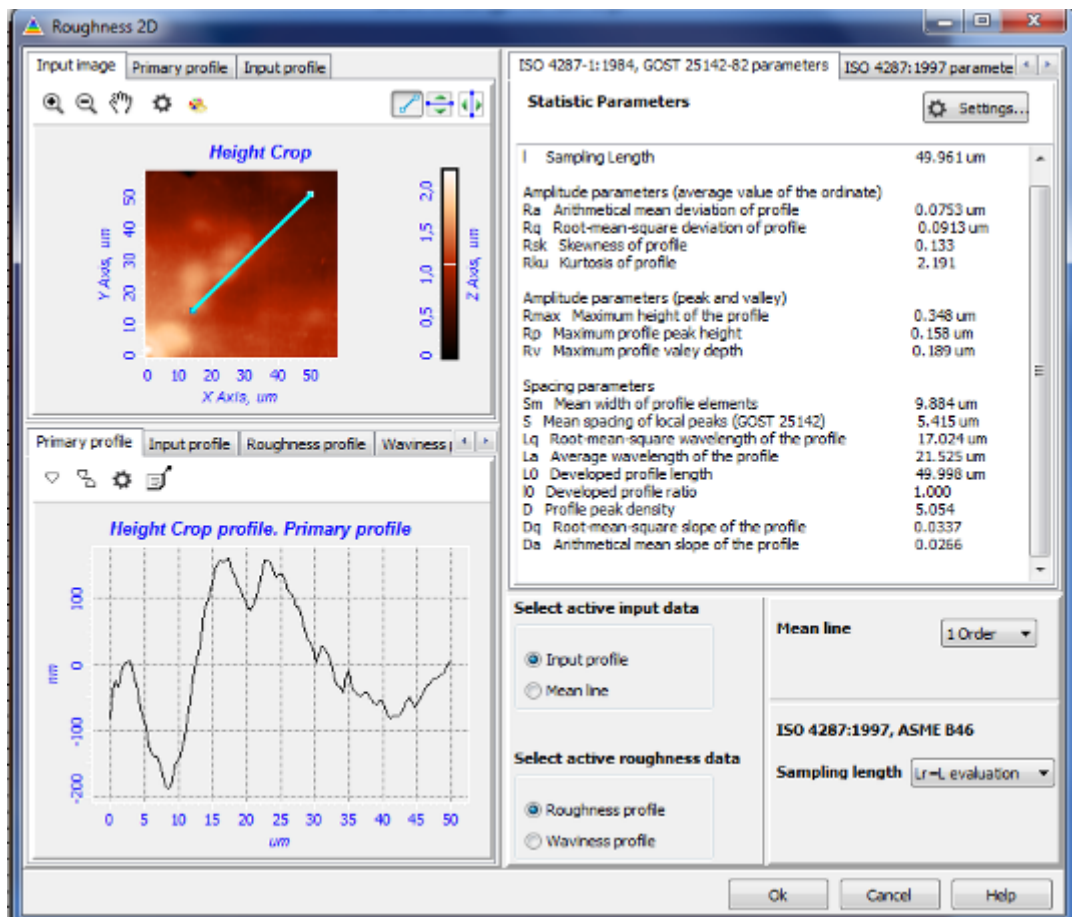 Roughness 2D
Input image Primary profile Input profile
Height Crop
50
40
30
20
10
0
Y Axis, um
0 10 20 30 40 50
X Axis, um
2,0
1,5
1,0
0,5
0
Z Axis, um
Primary profile Input profile Roughness profile Waviness
Height Crop profile. Primary profile
100
0
-100
-200
nm
0 5 10 15 20 25 30 35 40 45 50
um
ISO 4287-1:1984, GOST 25142-82 parameters ISO 4287:1997 paramete
Statistic Parameters Settings...
l Sampling Length 49.961 um
Amplitude parameters (average value of the ordinate)
Ra Arithmetical mean deviation of profile 0.0753 um
Rq Root-mean-square deviation of profile 0.0913 um
Rsk Skewness of profile 0.133
Rku Kurtosis of profile 2.191
Amplitude parameters (peak and valley)
Rmax Maximum height of the profile 0.348 um
Rp Maximum profile peak height 0.158 um
Rv Maximum profile valey depth 0.189 um
Spacing parameters
Sm Mean width of profile elements 9.884 um
S Mean spacing of local peaks (GOST 25142) 5.415 um
Lq Root-mean-square wavelength of the profile 17.024 um
La Average wavelength of the profile 21.525 um
L0 Developed profile length 49.998 um
l0 Developed profile ratio 1.000
D Profile peak density 5.054
Dq Root-mean-square slope of the profile 0.0337
Da Arithmetical mean slope of the profile 0.0266
Select active input data
Input profile
Mean line
Select active roughness data
Roughness profile
Waviness profile
Mean line 1 Order
ISO 4287:1997, ASME B46
Sampling length Lr=L evaluation
Ok Cancel Help